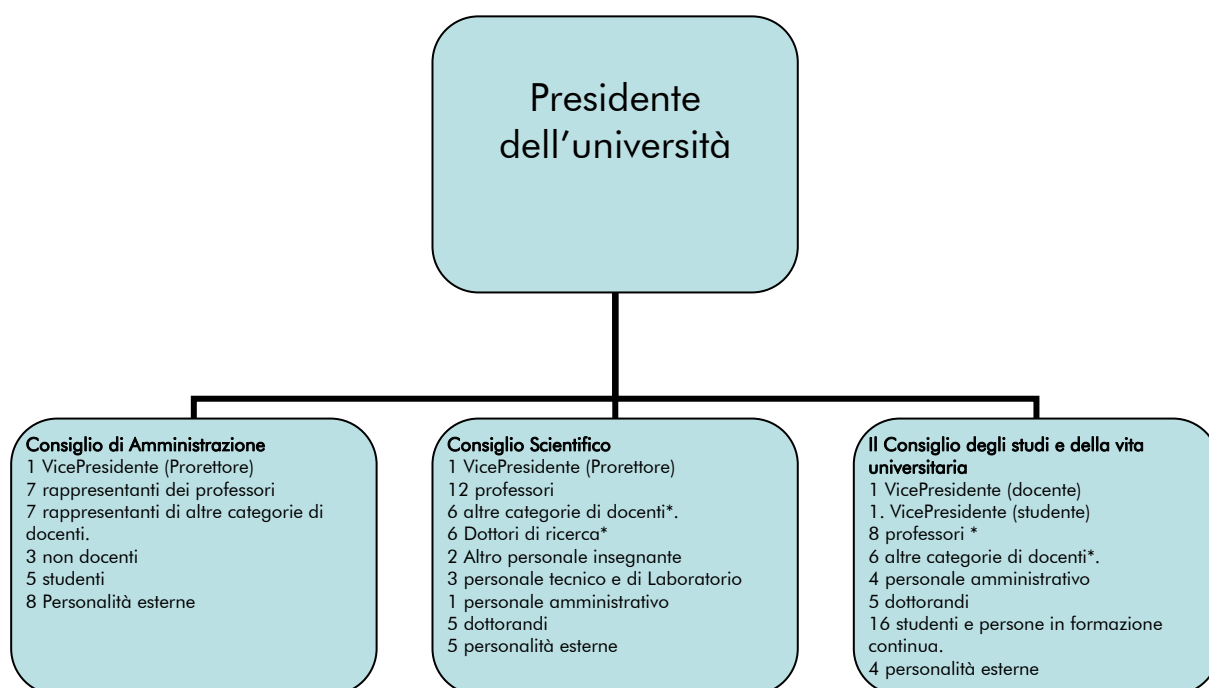 Presidente
dell'università
Consiglio di Amministrazione
1 VicePresidente (Prorettore)
7 rappresentanti dei professori
7 rappresentanti di altre categorie di
docenti.
3 non docenti
5 studenti
8 Personalità esterne
Consiglio Scientifico
1 VicePresidente (Prorettore)
12 professori
6 altre categorie di docenti*.
6 Dottori di ricerca*
2 Altro personale insegnante
3 personale tecnico e di Laboratorio
1 personale amministrativo
5 dottorandi
5 personalità esterne
Il Consiglio degli studi e della vita
universitaria
1 VicePresidente (docente)
1. VicePresidente (studente)
8 professori *
6 altre categorie di docenti*.
4 personale amministrativo
5 dottorandi
16 studenti e persone in formazione
continua.
4 personalità esterne